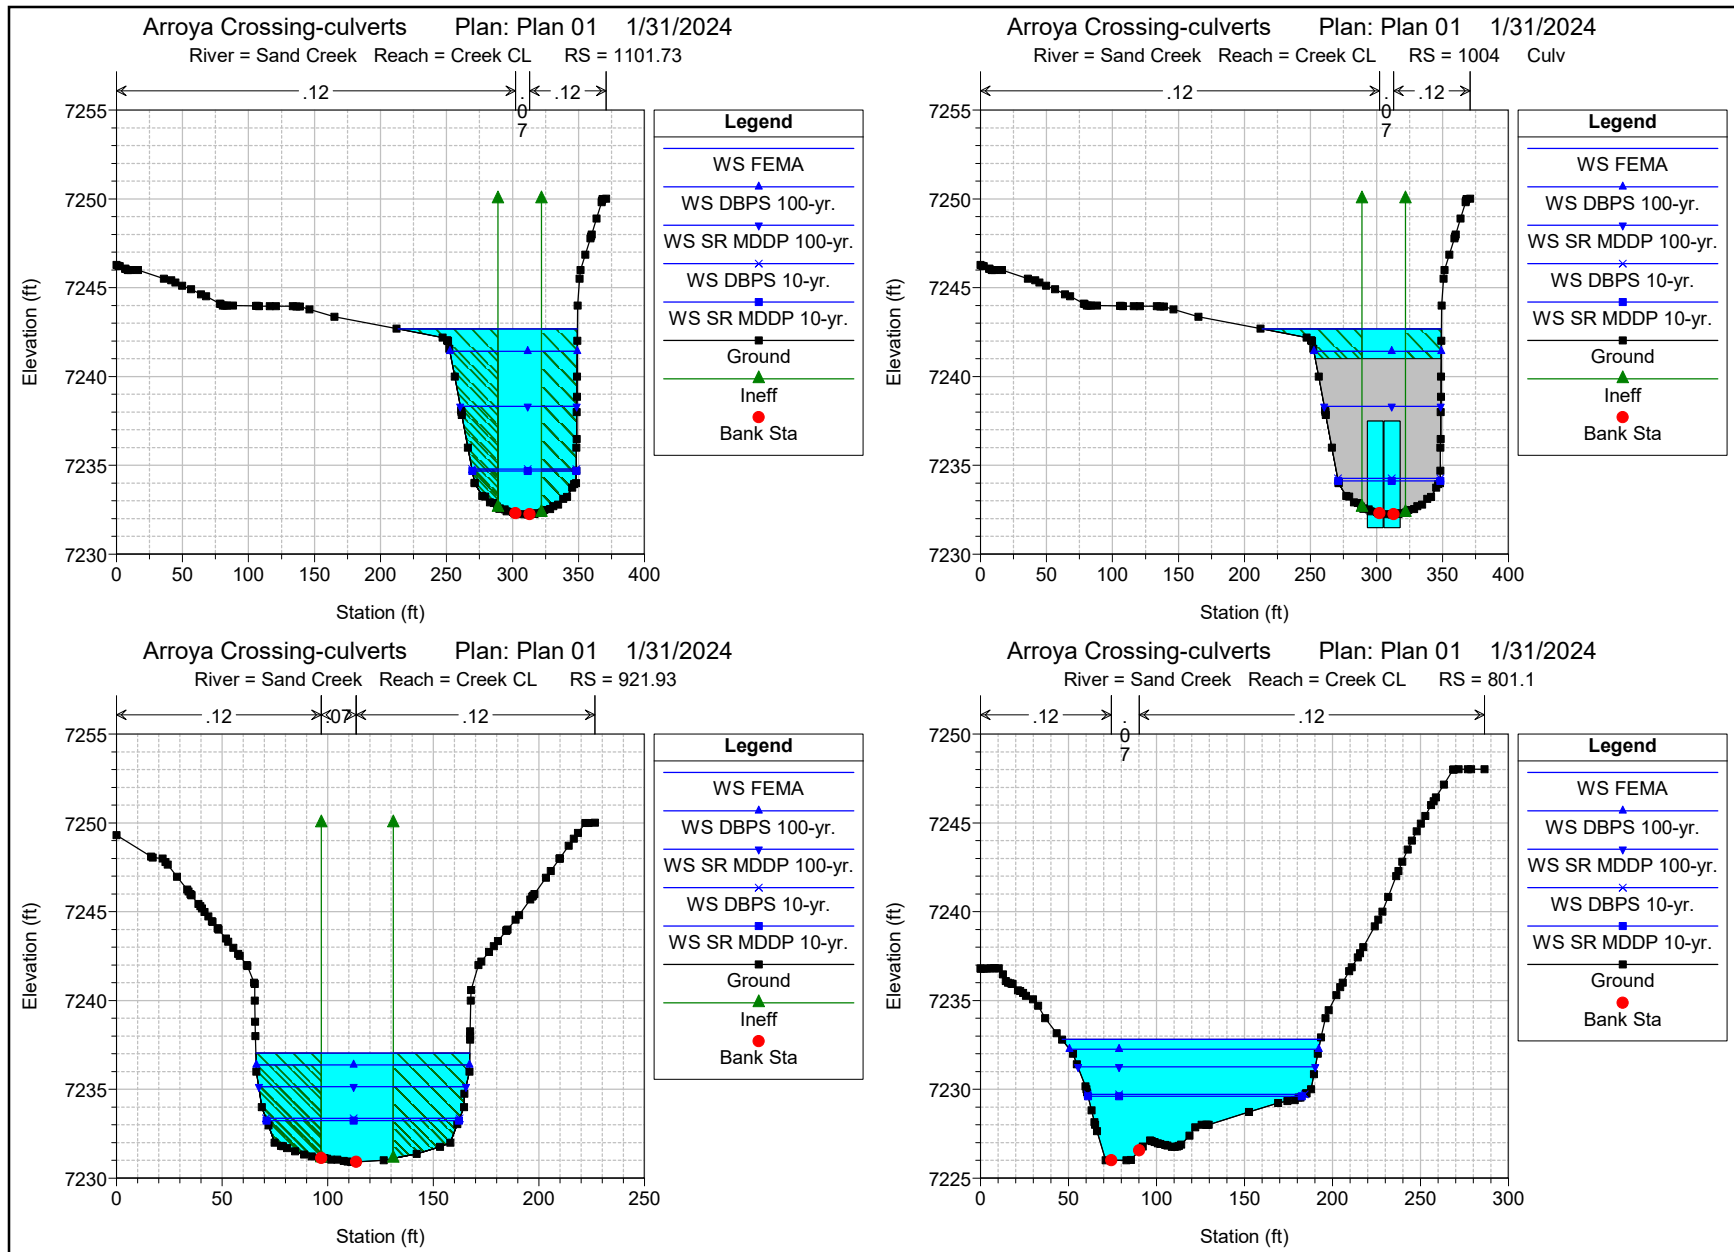 Arroya Crossing-culverts Plan: Plan 01 1/31/2024
River = Sand Creek Reach = Creek CL RS = 1101.73
.12 .07 .12
7255
7250
7245
7240
7235
7230
Elevation (ft)
0 50 100 150 200 250 300 350 400
Station (ft)
Legend
WS FEMA
WS DBPS 100-yr.
WS SR MDDP 100-yr.
WS DBPS 10-yr.
WS SR MDDP 10-yr.
Ground
Ineff
Bank Sta
Arroya Crossing-culverts Plan: Plan 01 1/31/2024
River = Sand Creek Reach = Creek CL RS = 1004 Culv
.12 .07 .12
7255
7250
7245
7240
7235
7230
Elevation (ft)
0 50 100 150 200 250 300 350 400
Station (ft)
Legend
WS FEMA
WS DBPS 100-yr.
WS SR MDDP 100-yr.
WS DBPS 10-yr.
WS SR MDDP 10-yr.
Ground
Ineff
Bank Sta
Arroya Crossing-culverts Plan: Plan 01 1/31/2024
River = Sand Creek Reach = Creek CL RS = 921.93
.12 .07 .12
7255
7250
7245
7240
7235
7230
Elevation (ft)
0 50 100 150 200 250
Station (ft)
Legend
WS FEMA
WS DBPS 100-yr.
WS SR MDDP 100-yr.
WS DBPS 10-yr.
WS SR MDDP 10-yr.
Ground
Ineff
Bank Sta
Arroya Crossing-culverts Plan: Plan 01 1/31/2024
River = Sand Creek Reach = Creek CL RS = 801.1
.12 .07 .12
7250
7245
7240
7235
7230
7225
Elevation (ft)
0 50 100 150 200 250 300
Station (ft)
Legend
WS FEMA
WS DBPS 100-yr.
WS SR MDDP 100-yr.
WS DBPS 10-yr.
WS SR MDDP 10-yr.
Ground
Bank Sta